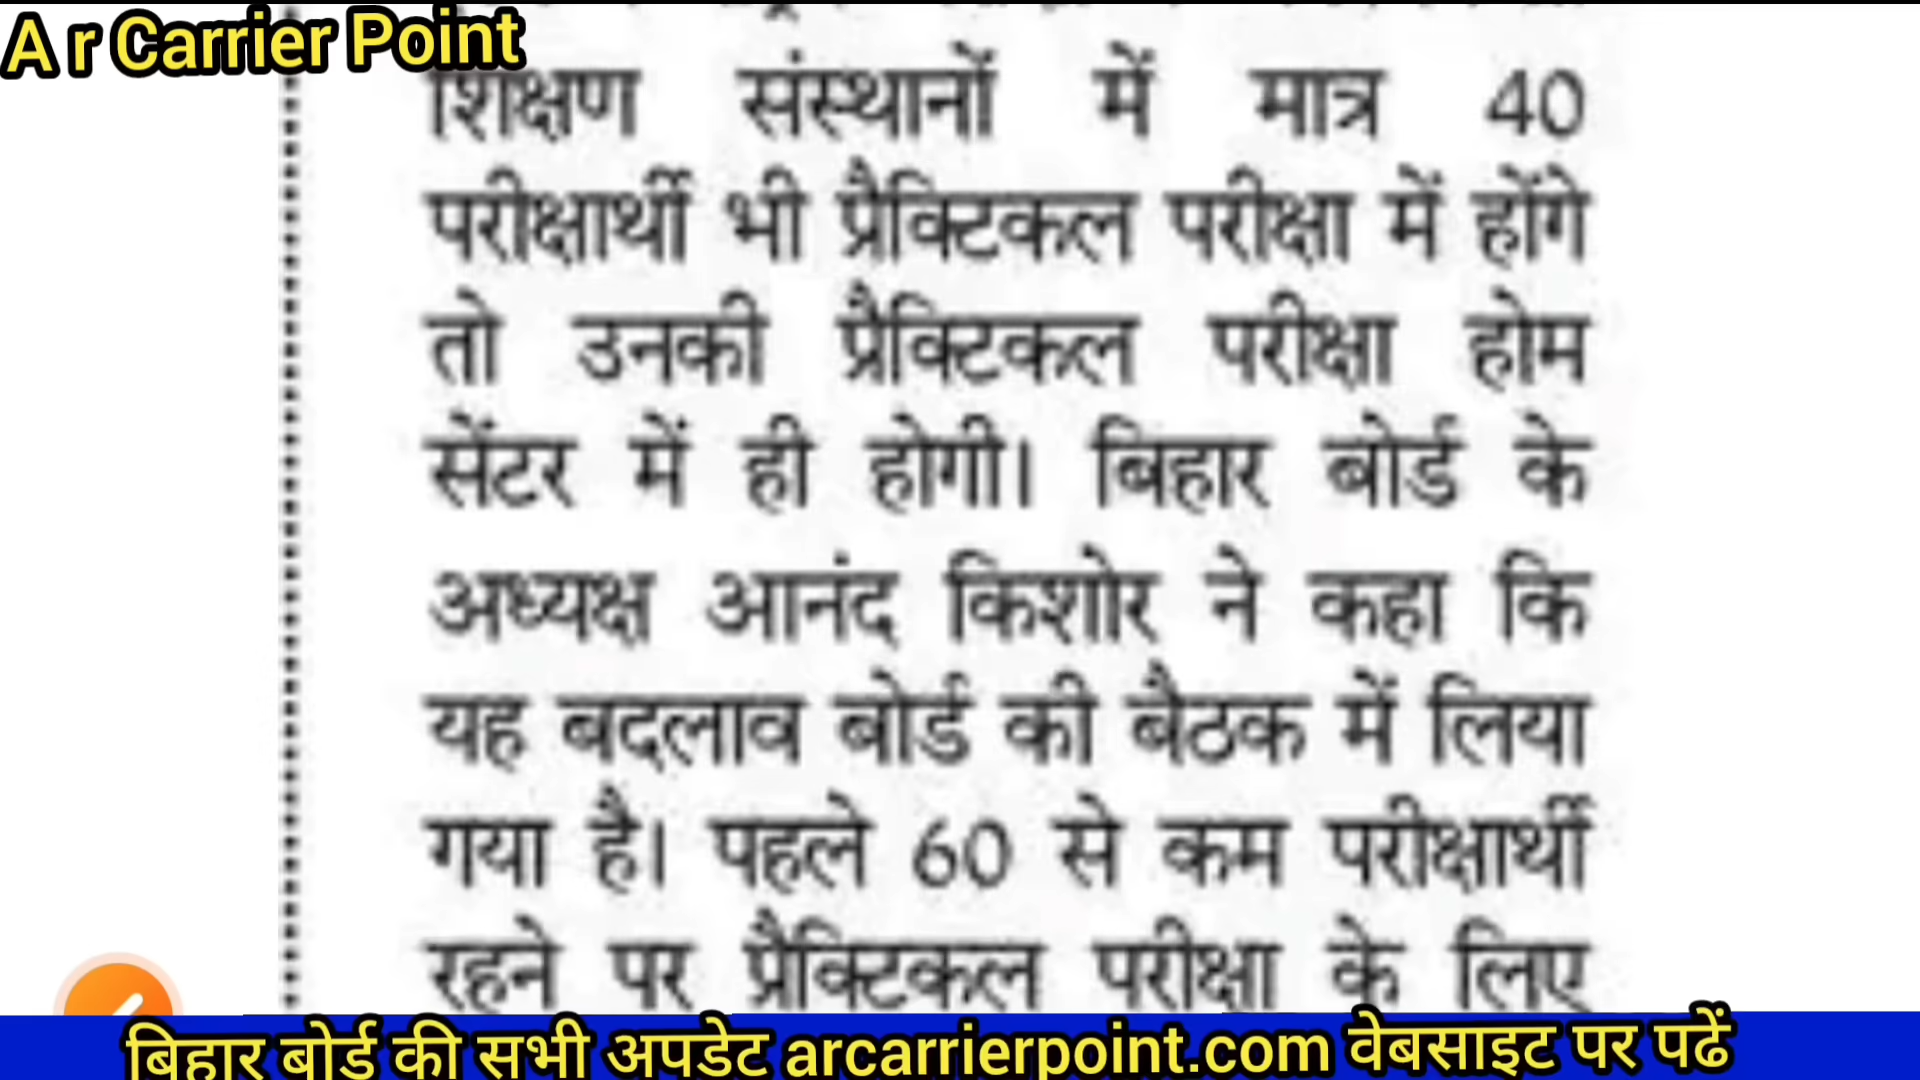 A r Carrier Point
शिक्षण संस्थानों में मात्र 40
परीक्षार्थी भी प्रैक्टिकल परीक्षा में होंगे
तो उनकी प्रैक्टिकल परीक्षा होम
सेंटर में ही होगी। बिहार बोर्ड के
अध्यक्ष आनंद किशोर ने कहा कि
यह बदलाव बोर्ड की बैठक में लिया
गया है। पहले 60 से कम परीक्षार्थी
रहने पर प्रैक्टिकल परीक्षा के लिए
बिहार बोर्ड की सभी अपडेट arcarrierpoint.com वेबसाइट पर पढें